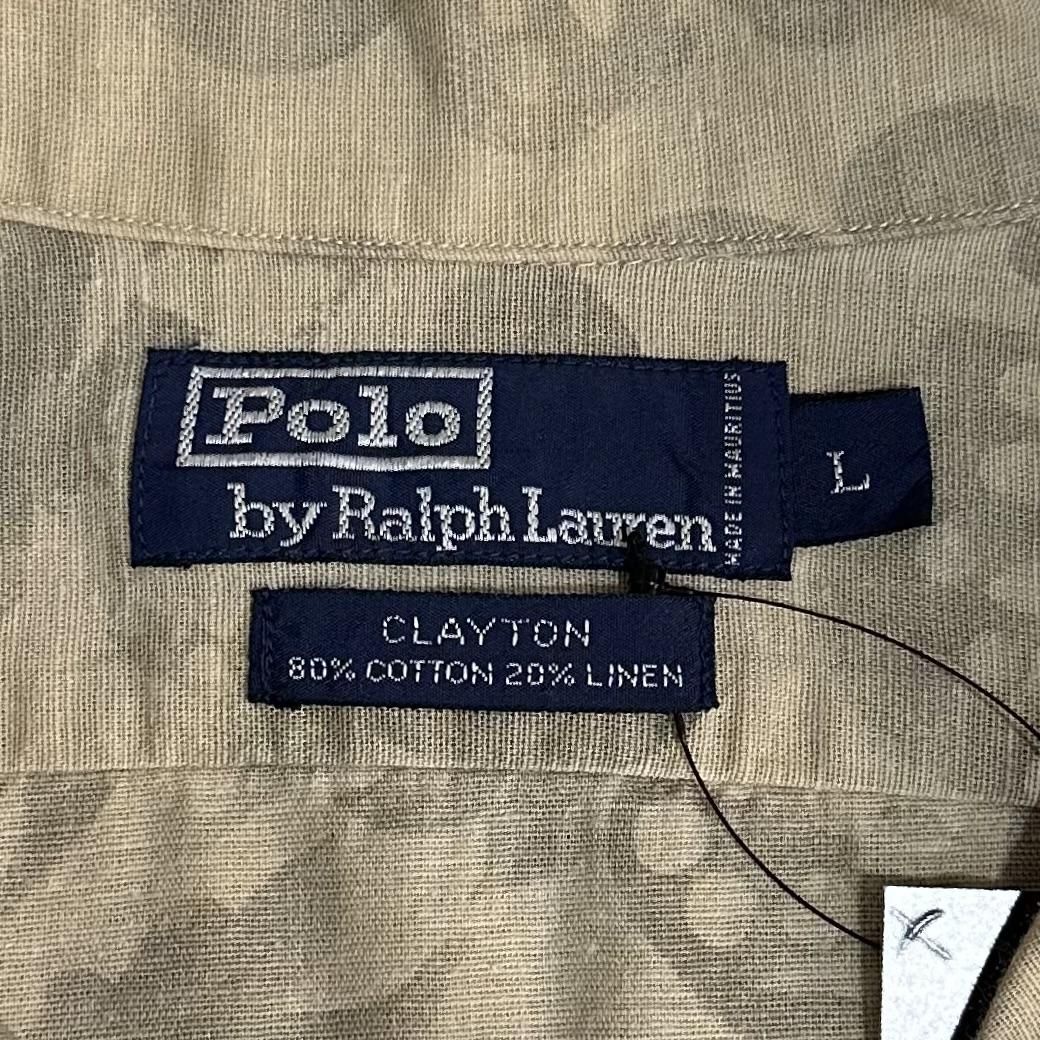 Polo
by Ralph Lauren
MADE IN MAURITIUS
L
CLAYTON
80% COTTON 20% LINEN